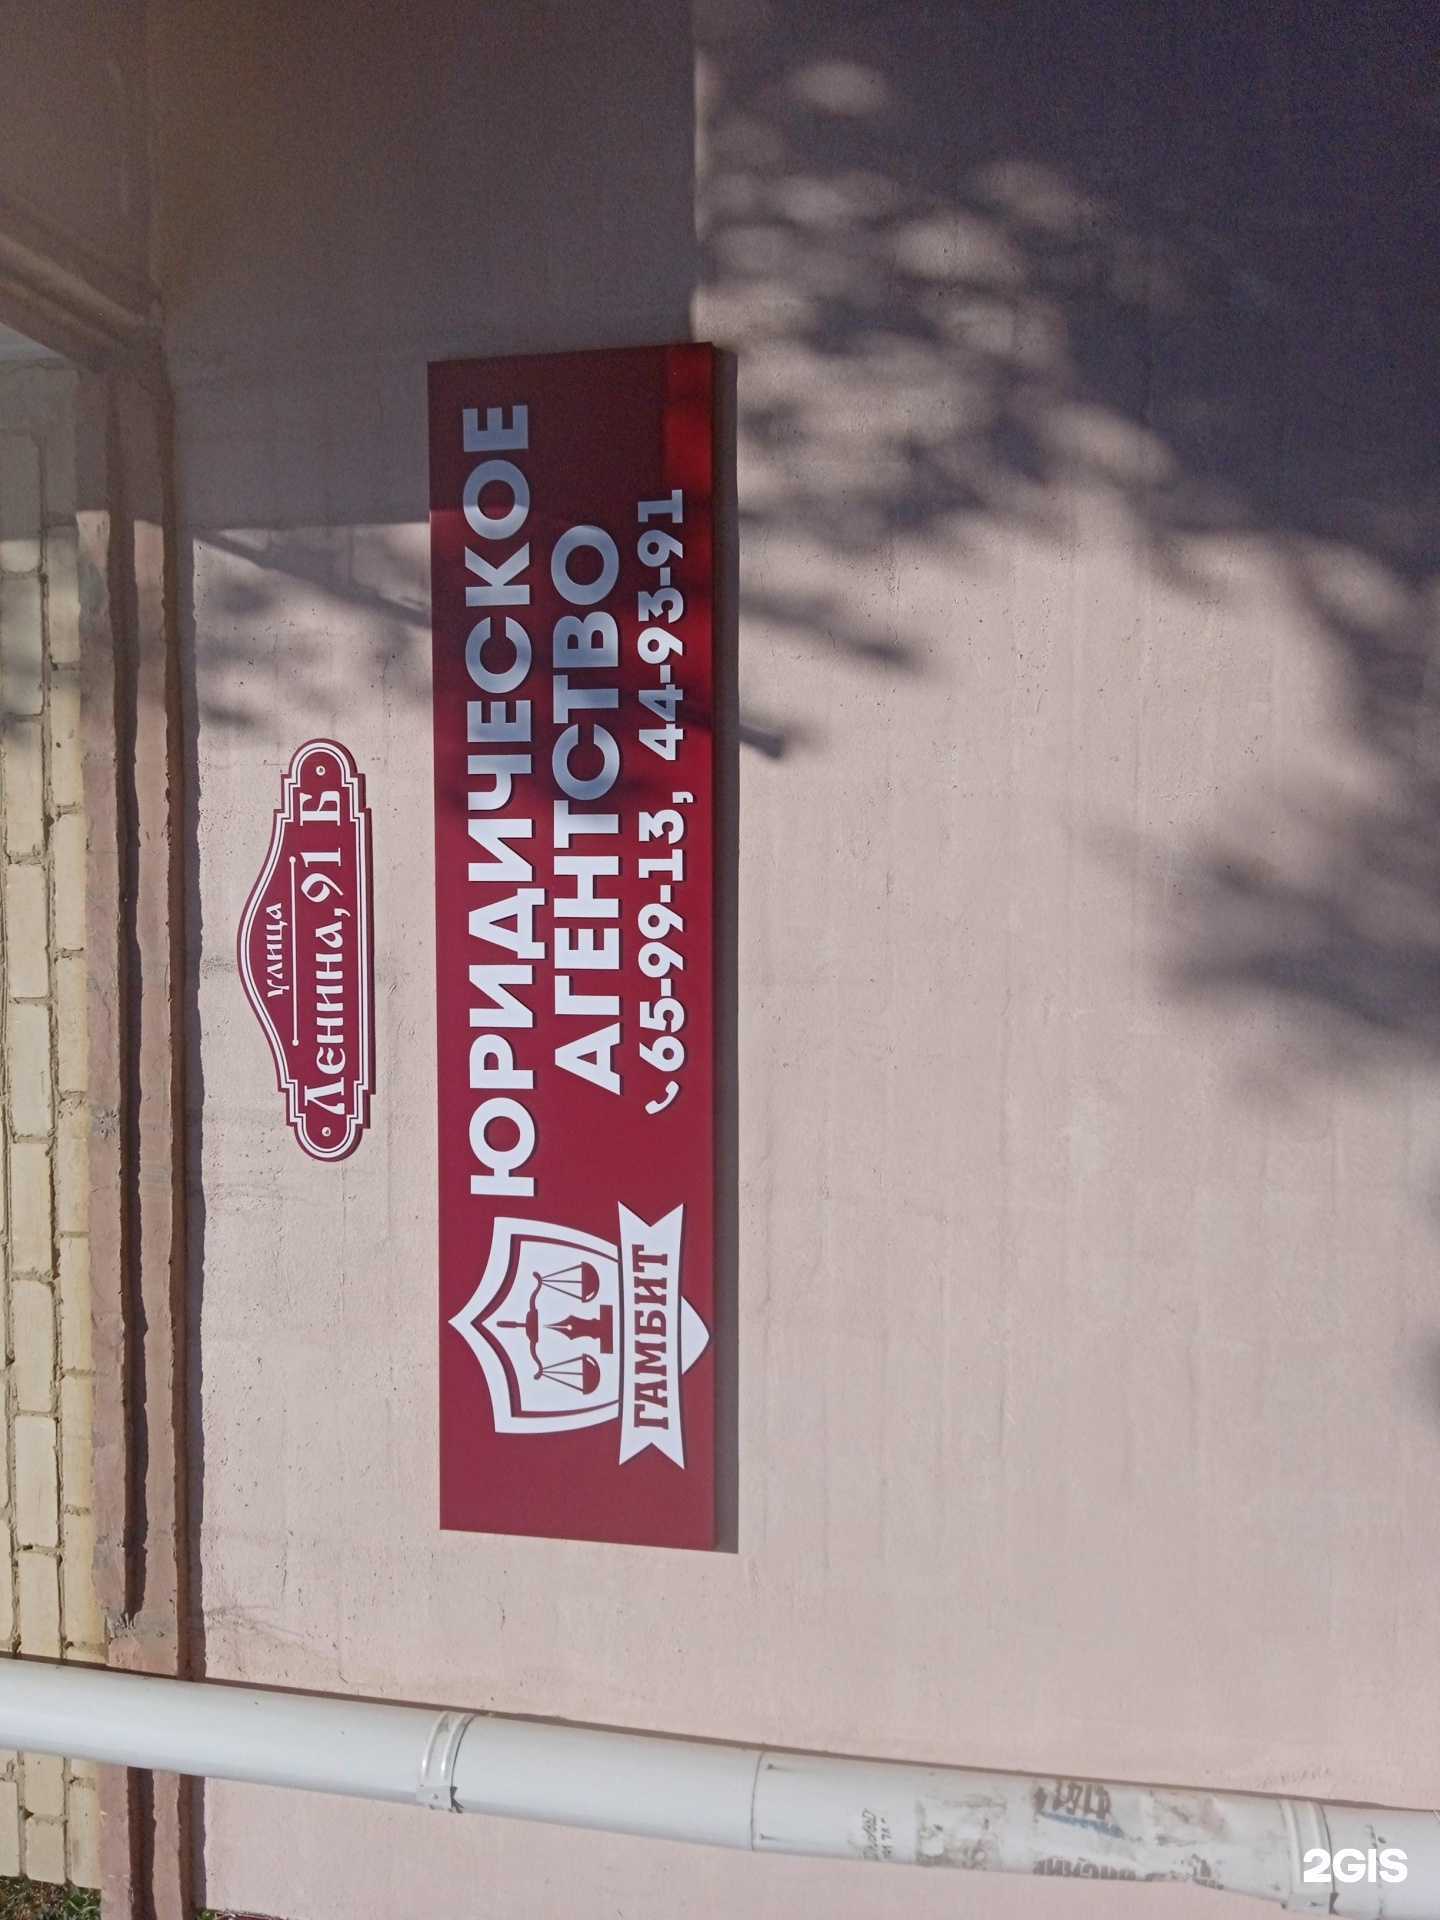 улица
Ленина, 91 Б
ЮРИДИЧЕСКОЕ
АГЕНТСТВО
65-99-13, 44-93-91
ГАМБИТ
2GIS